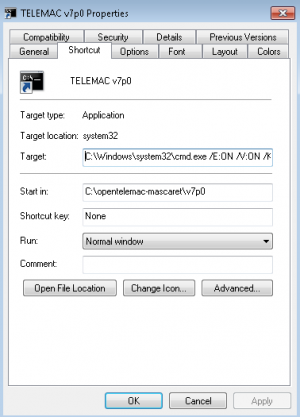 TELEMAC v7p0 Properties
Compatibility Security Details Previous Versions
General Shortcut Options Font Layout Colors
TELEMAC v7p0
Target type: Application
Target location: system32
Target: C:\Windows\system32\cmd.exe /E:ON /V:ON /K
Start in: C:\opentelemac-mascaret\v7p0
Shortcut key: None
Run: Normal window
Comment:
Open File Location Change Icon... Advanced...
OK Cancel Apply